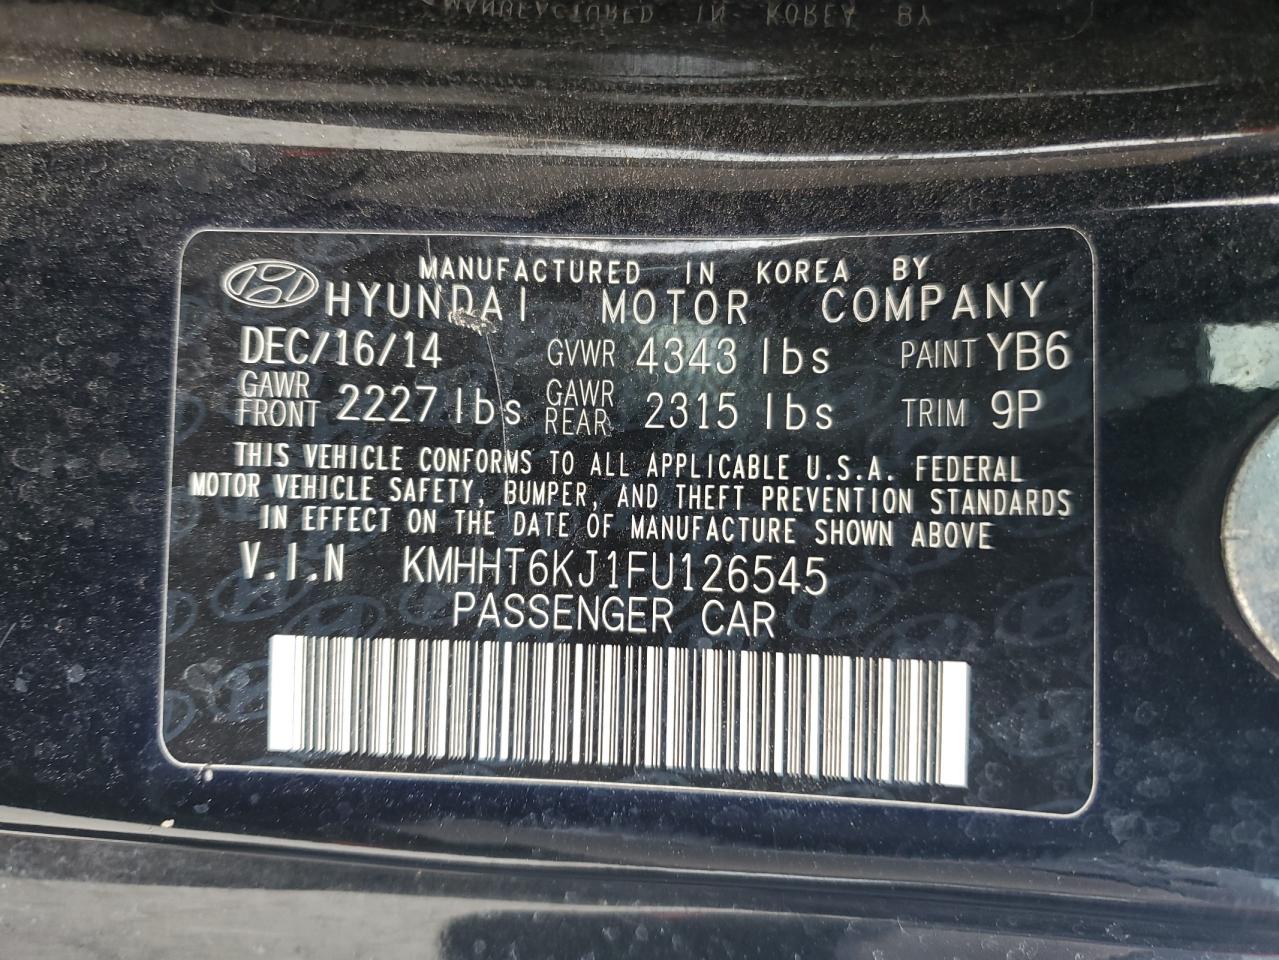 MANUFACTURED IN KOREA BY
HYUNDAI MOTOR COMPANY
DEC/16/14 GVWR 4343 lbs PAINT YB6
GAWR FRONT 2227 lbs GAWR REAR 2315 lbs TRIM 9P
THIS VEHICLE CONFORMS TO ALL APPLICABLE U.S.A. FEDERAL
MOTOR VEHICLE SAFETY, BUMPER, AND THEFT PREVENTION STANDARDS
IN EFFECT ON THE DATE OF MANUFACTURE SHOWN ABOVE
V.I.N KMHHT6KJ1FU126545
PASSENGER CAR